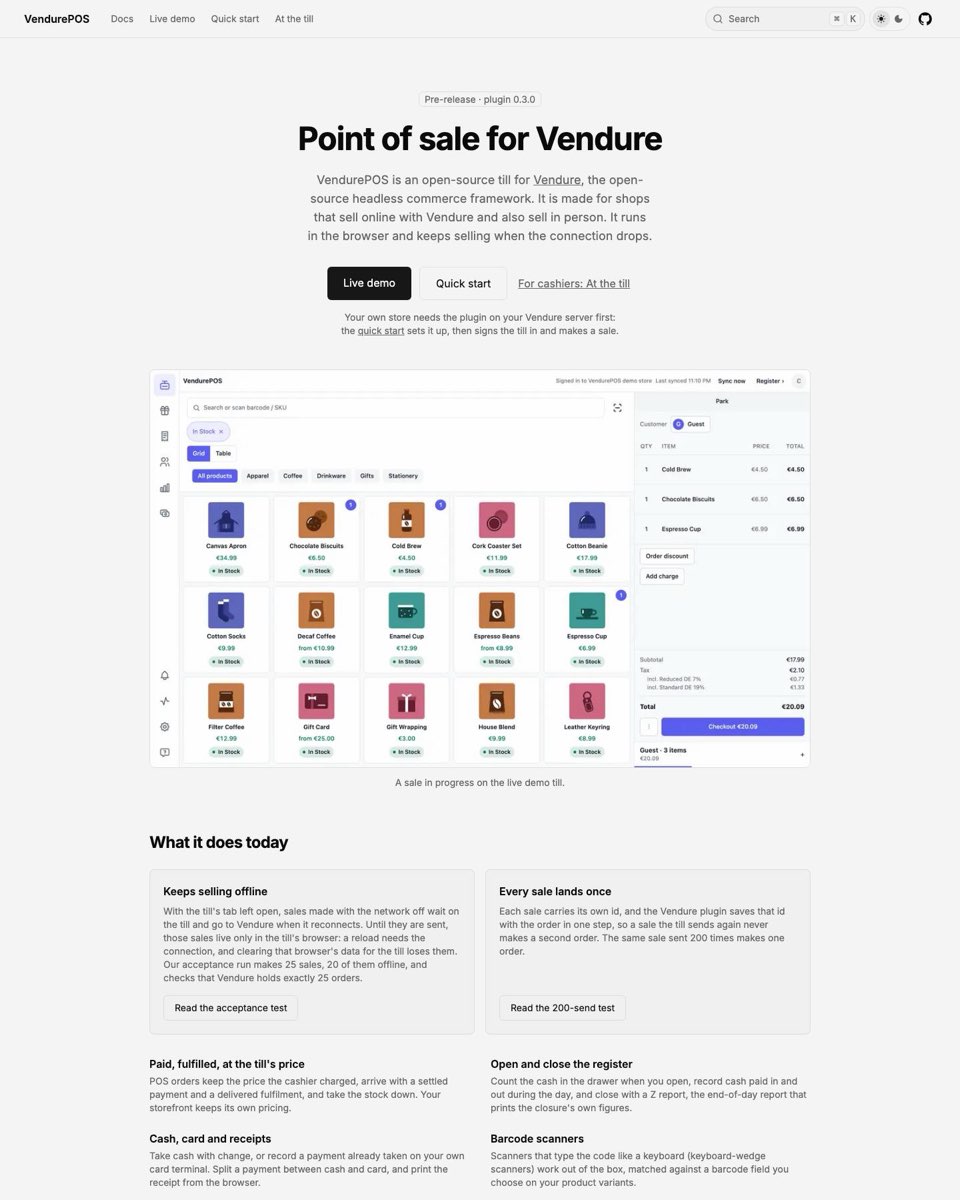 VendurePOS Docs Live demo Quick start At the till Search ⌘ K
Pre-release · plugin 0.3.0
Point of sale for Vendure
VendurePOS is an open-source till for Vendure, the open-
source headless commerce framework. It is made for shops
that sell online with Vendure and also sell in person. It runs
in the browser and keeps selling when the connection drops.
Live demo Quick start For cashiers: At the till
Your own store needs the plugin on your Vendure server first:
the quick start sets it up, then signs the till in and makes a sale.
VendurePOS Signed in to VendurePOS demo store Last synced 11:10 PM Sync now Register › C
Search or scan barcode / SKU
In Stock ×
Grid Table
All products Apparel Coffee Drinkware Gifts Stationery
1 1
Canvas Apron Chocolate Biscuits Cold Brew Cork Coaster Set Cotton Beanie
€34.99 €6.50 €4.50 €11.99 €17.99
In Stock In Stock In Stock In Stock In Stock
1
Cotton Socks Decaf Coffee Enamel Cup Espresso Beans Espresso Cup
€9.99 from €10.99 €12.99 from €8.99 €6.99
In Stock In Stock In Stock In Stock In Stock
Filter Coffee Gift Card Gift Wrapping House Blend Leather Keyring
€12.99 from €25.00 €3.00 €9.99 €8.99
In Stock In Stock In Stock In Stock In Stock
Park
Customer G Guest
QTY ITEM PRICE TOTAL
1 Cold Brew €4.50 €4.50
1 Chocolate Biscuits €6.50 €6.50
1 Espresso Cup €6.99 €6.99
Order discount
Add charge
Subtotal €17.99
Tax €2.10
incl. Reduced DE 7% €0.77
incl. Standard DE 19% €1.33
Total €20.09
Checkout €20.09
Guest · 3 items +
€20.09
A sale in progress on the live demo till.
What it does today
Keeps selling offline
With the till's tab left open, sales made with the network off wait on
the till and go to Vendure when it reconnects. Until they are sent,
those sales live only in the till's browser: a reload needs the
connection, and clearing that browser's data for the till loses them.
Our acceptance run makes 25 sales, 20 of them offline, and
checks that Vendure holds exactly 25 orders.
Read the acceptance test
Every sale lands once
Each sale carries its own id, and the Vendure plugin saves that id
with the order in one step, so a sale the till sends again never
makes a second order. The same sale sent 200 times makes one
order.
Read the 200-send test
Paid, fulfilled, at the till's price
POS orders keep the price the cashier charged, arrive with a settled
payment and a delivered fulfilment, and take the stock down. Your
storefront keeps its own pricing.
Open and close the register
Count the cash in the drawer when you open, record cash paid in and
out during the day, and close with a Z report, the end-of-day report that
prints the closure's own figures.
Cash, card and receipts
Take cash with change, or record a payment already taken on your own
card terminal. Split a payment between cash and card, and print the
receipt from the browser.
Barcode scanners
Scanners that type the code like a keyboard (keyboard-wedge
scanners) work out of the box, matched against a barcode field you
choose on your product variants.